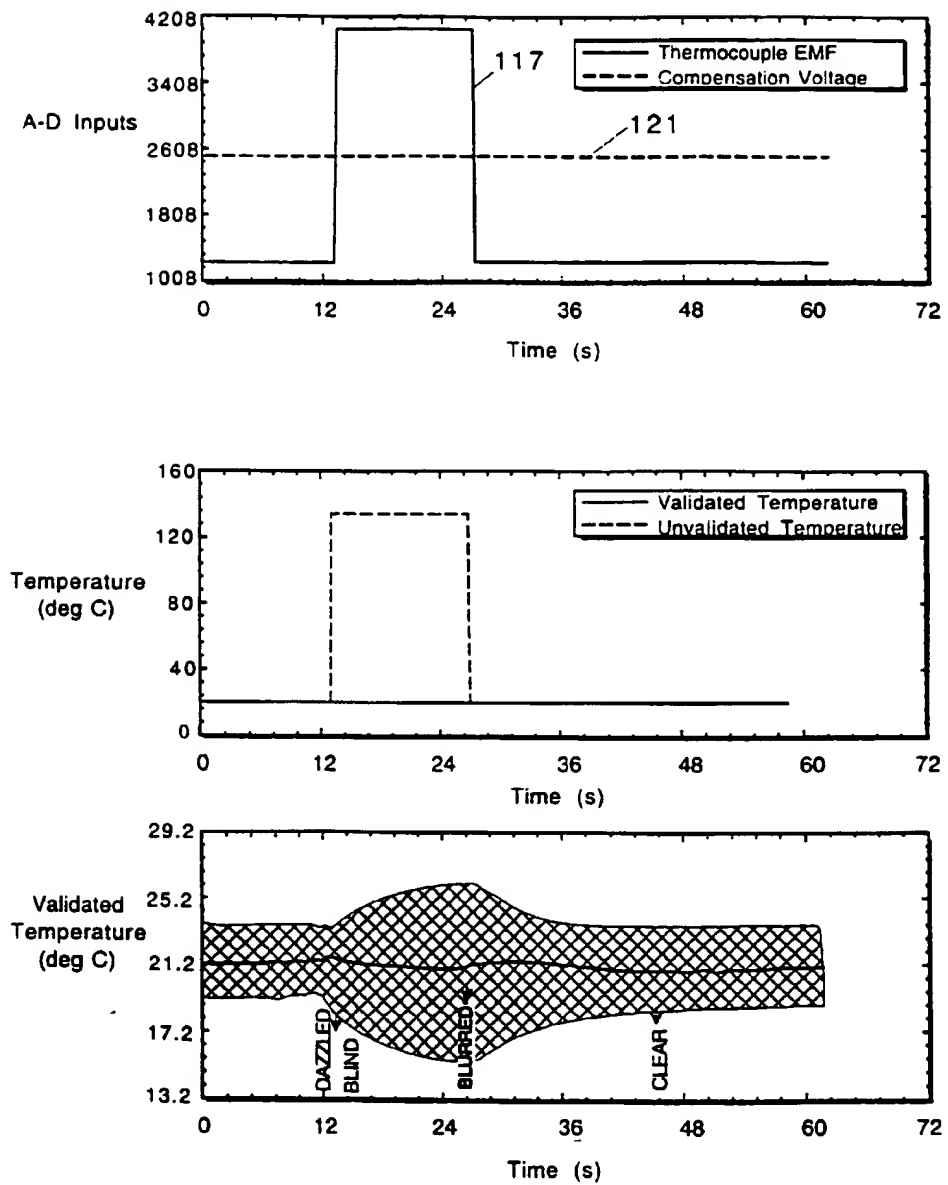 4208
3408
2608
1808
1008
A-D Inputs
117
121
Thermocouple EMF
Compensation Voltage
0 12 24 36 48 60 72
Time (s)
160
120
80
40
0
Temperature
(deg C)
Validated Temperature
Unvalidated Temperature
0 12 24 36 48 60 72
Time (s)
29.2
25.2
21.2
17.2
13.2
Validated
Temperature
(deg C)
DAZZLED
BLIND
BLURRED
CLEAR
0 12 24 36 48 60 72
Time (s)